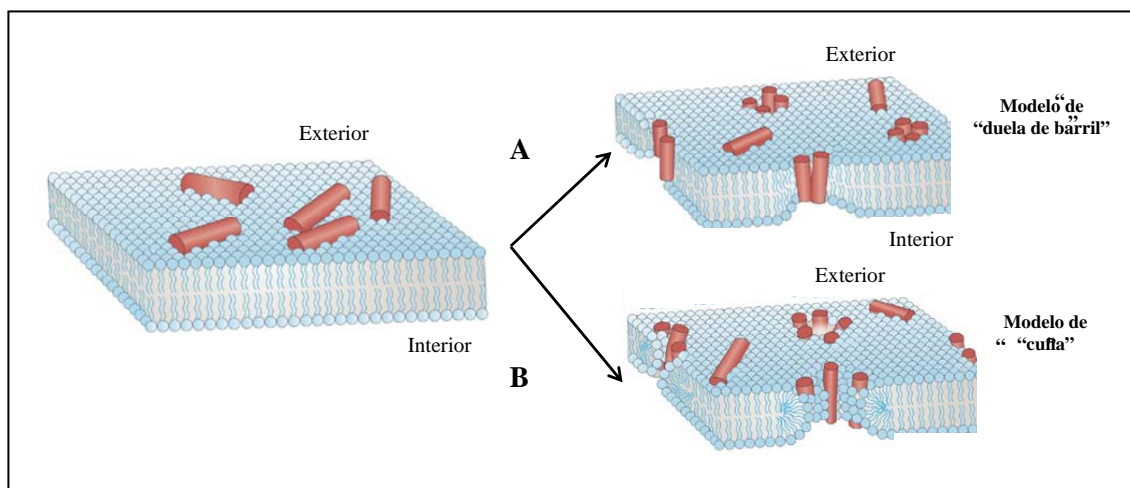 Exterior
Interior
A
Exterior
Interior
Modelo de
“duela de barril”
B
Exterior
Modelo de
“cuña”